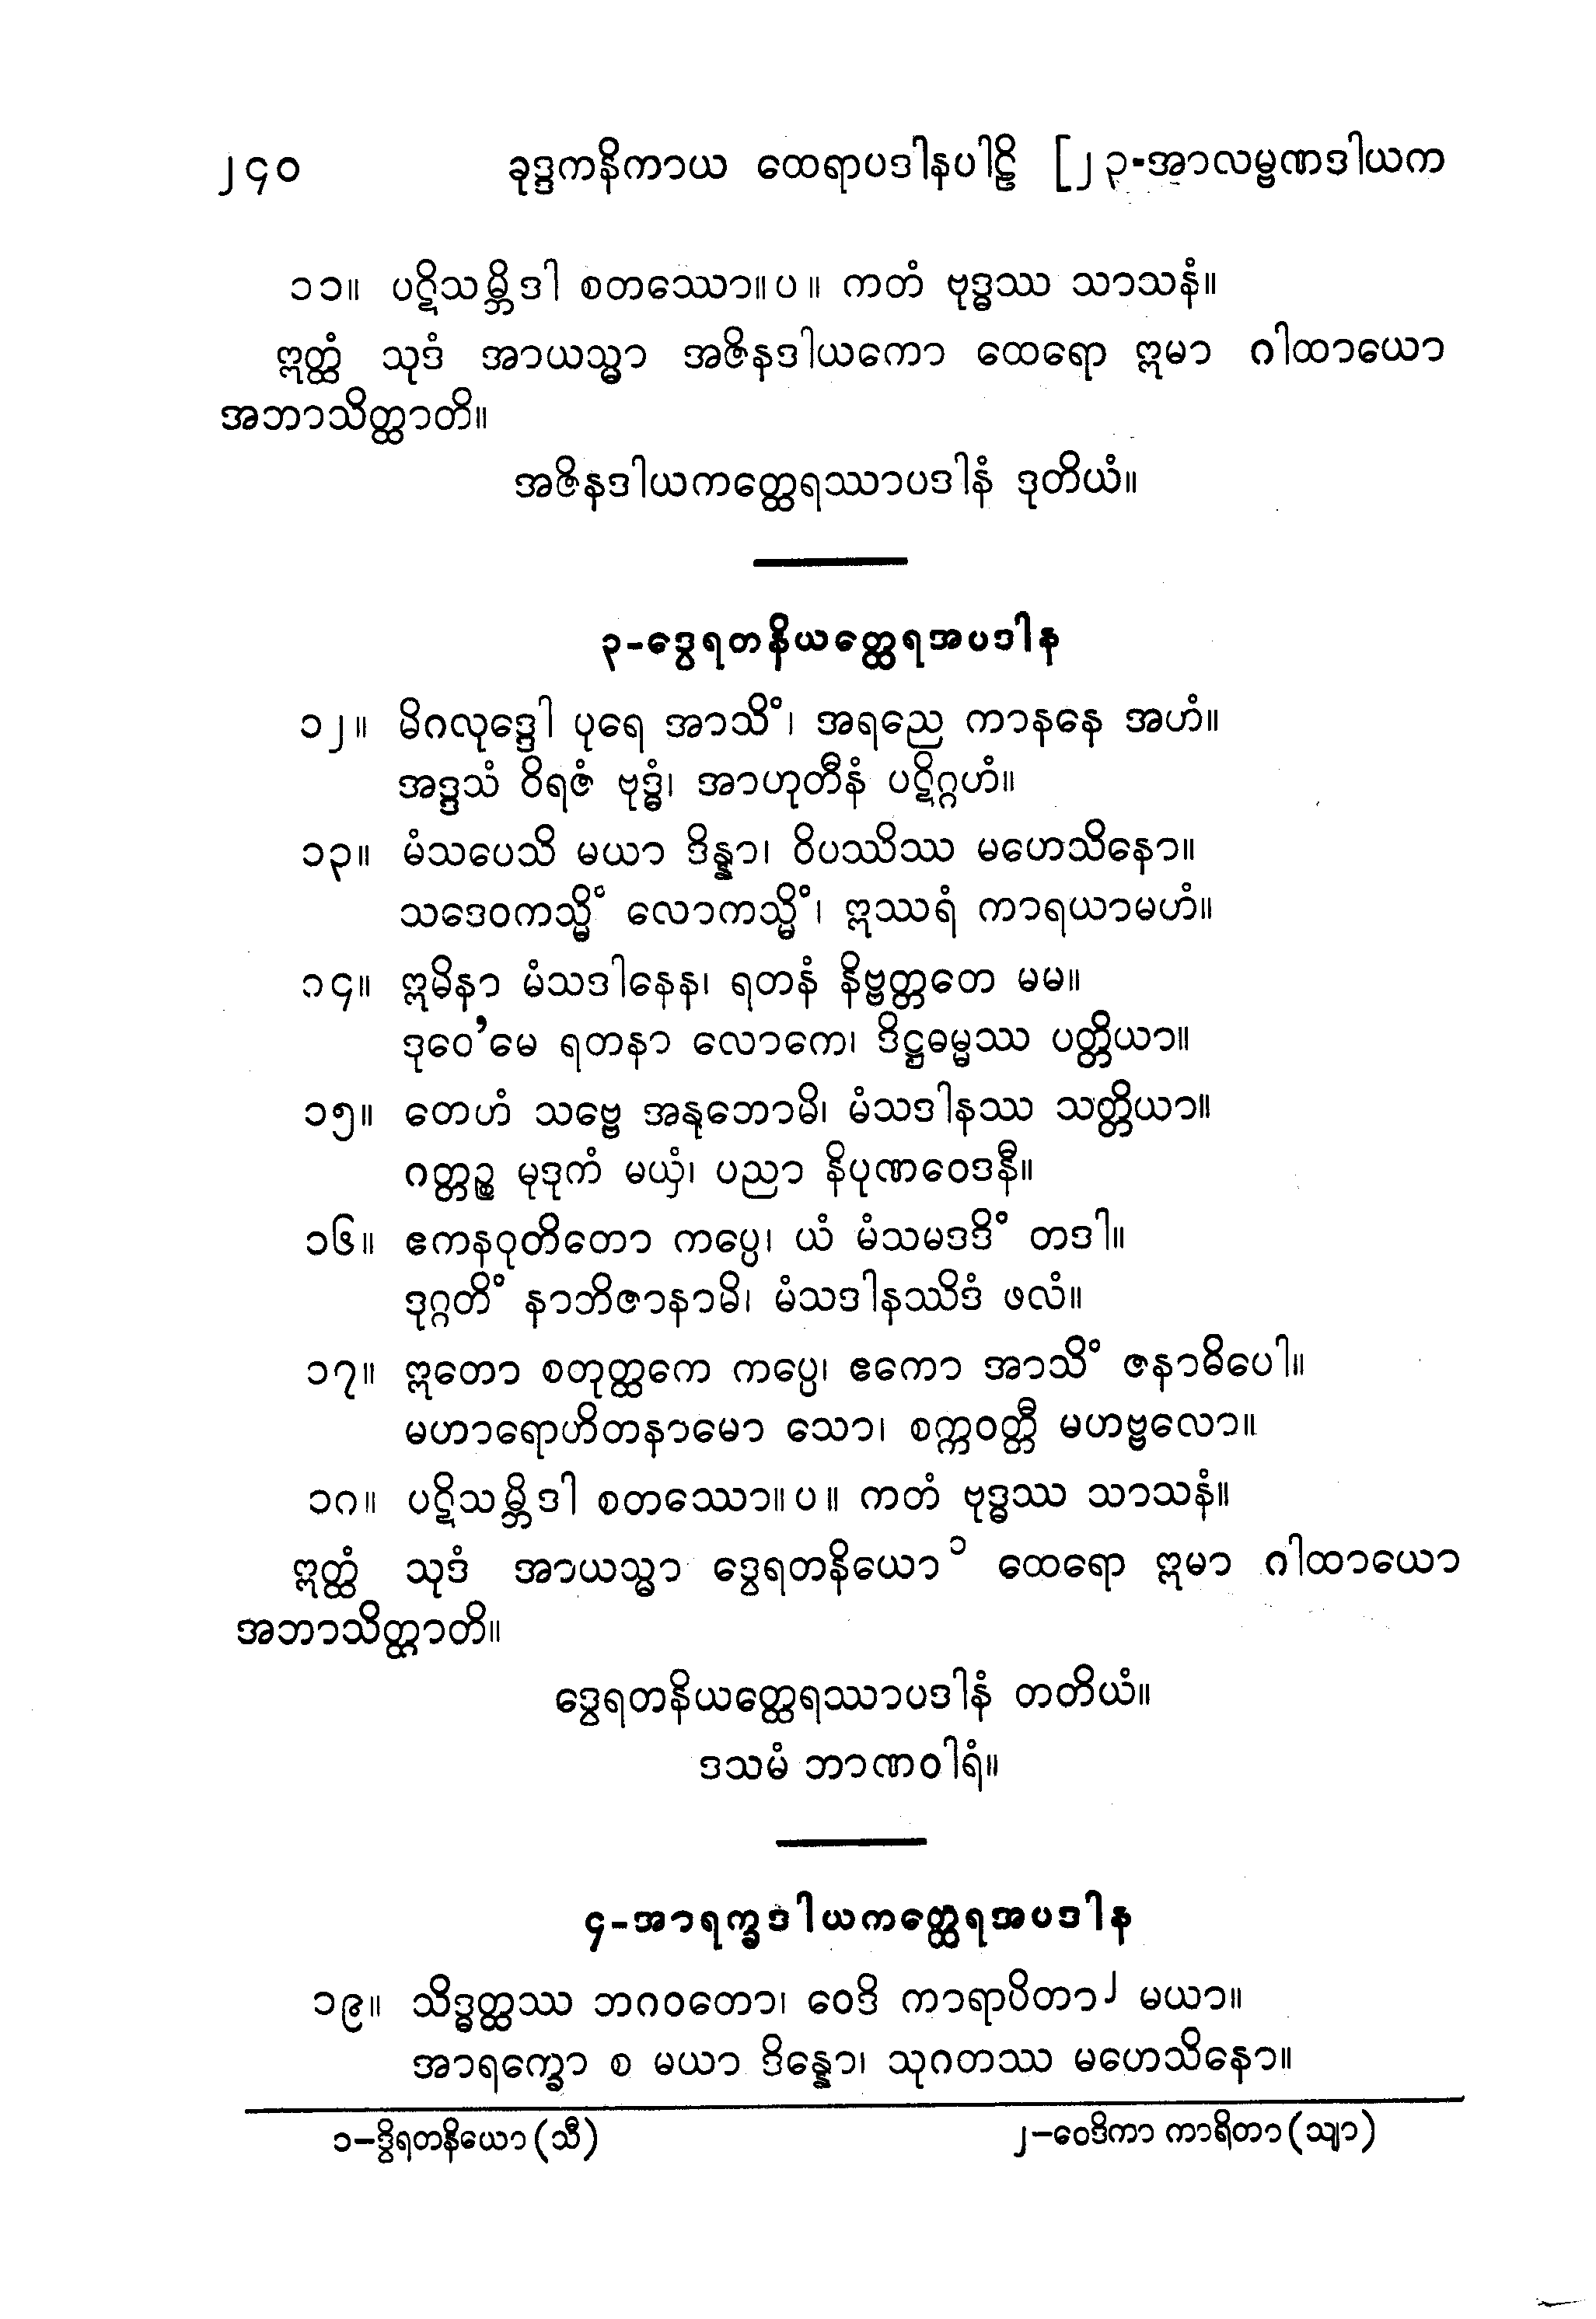 ၂၄၀ ခုဒ္ဒကနိကာယ ထေရာပဒါနပါဠိ [၂၃-အာလမ္ဗဏဒါယက
၁၁။ ပဋိသမ္ဘိဒါ စတဿော။ပ။ ကတံ ဗုဒ္ဓဿ သာသနံ။
ဣတ္ထံ သုဒံ အာယသ္မာ အဇိနဒါယကော ထေရော ဣမာ ဂါထာယော
အဘာသိတ္ထာတိ။
အဇိနဒါယကတ္ထေရဿာပဒါနံ ဒုတိယံ။
၃-ဒွေရတနိယတ္ထေရအပဒါန
၁၂။ မိဂလုဒ္ဒေါ ပုရေ အာသိံ၊ အရညေ ကာနနေ အဟံ။
အဒ္ဒသံ ဝိရဇံ ဗုဒ္ဓံ၊ အာဟုတီနံ ပဋိဂ္ဂဟံ။
၁၃။ မံသပေသိ မယာ ဒိန္နာ၊ ဝိပဿိဿ မဟေသိနော။
သဒေဝကသ္မိံ လောကသ္မိံ၊ ဣဿရံ ကာရယာမဟံ။
၁၄။ ဣမိနာ မံသဒါနေန၊ ရတနံ နိဗ္ဗတ္တတေ မမ။
ဒုဝေ’မေ ရတနာ လောကေ၊ ဒိဋ္ဌဓမ္မဿ ပတ္တိယာ။
၁၅။ တေဟံ သဗ္ဗေ အနုဘောမိ၊ မံသဒါနဿ သတ္တိယာ။
ဂတ္တဉ္စ မုဒုကံ မယှံ၊ ပညာ နိပုဏဝေဒနီ။
၁၆။ ဧကနဝုတိတော ကပ္ပေ၊ ယံ မံသမဒဒိံ တဒါ။
ဒုဂ္ဂတိံ နာဘိဇာနာမိ၊ မံသဒါနဿိဒံ ဖလံ။
၁၇။ ဣတော စတုတ္ထကေ ကပ္ပေ၊ ဧကော အာသိံ ဇနာဓိပေါ။
မဟာရောဟိတနာမော သော၊ စက္ကဝတ္တီ မဟဗ္ဗလော။
၁၈။ ပဋိသမ္ဘိဒါ စတဿော။ပ။ ကတံ ဗုဒ္ဓဿ သာသနံ။
ဣတ္ထံ သုဒံ အာယသ္မာ ဒွေရတနိယော၁ ထေရော ဣမာ ဂါထာယော
အဘာသိတ္ထာတိ။
ဒွေရတနိယတ္ထေရဿာပဒါနံ တတိယံ။
ဒသမံ ဘာဏဝါရံ။
၄-အာရက္ခဒါယကတ္ထေရအပဒါန
၁၉။ သိဒ္ဓတ္ထဿ ဘဂဝတော၊ ဝေဒိ ကာရာပိတာ၂ မယာ။
အာရက္ခော စ မယာ ဒိန္နော၊ သုဂတဿ မဟေသိနော။
၁-ဒွိရတနိယော (သီ) ၂-ဝေဒိကာ ကာရိတာ (သျာ)